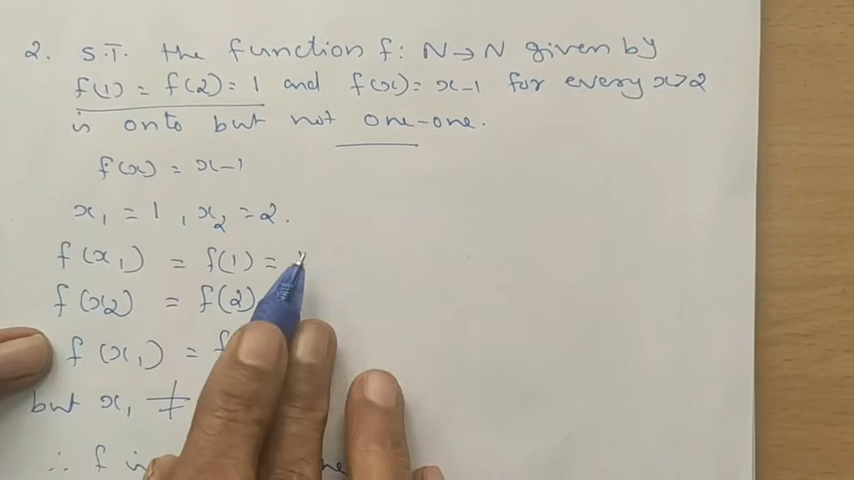 2. S.T. the function f: N→N given by
f(1) = f(2) = 1 and f(x) = x-1 for every x>2
is onto but not one-one.
f(x) = x-1
x₁ = 1, x₂ = 2.
f(x₁) = f(1) =
f(x₂) = f(2)
f(x₁) = f
but x₁ ≠
∴ f is